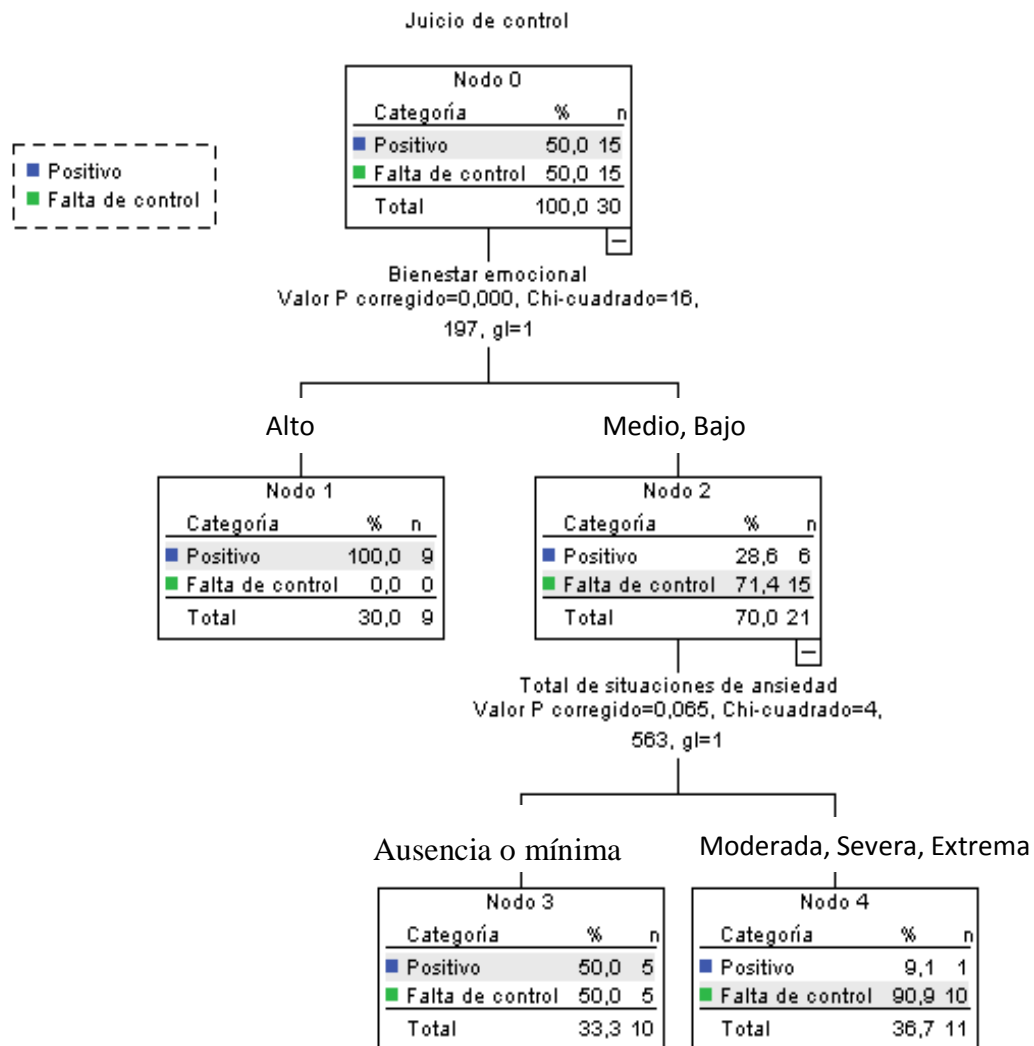 Juicio de control
Nodo 0
Categoría % n
Positivo 50,0 15
Falta de control 50,0 15
Total 100,0 30
Positivo
Falta de control
Bienestar emocional
Valor P corregido=0,000, Chi-cuadrado=16,
197, gl=1
Alto
Medio, Bajo
Nodo 1
Categoría % n
Positivo 100,0 9
Falta de control 0,0 0
Total 30,0 9
Nodo 2
Categoría % n
Positivo 28,6 6
Falta de control 71,4 15
Total 70,0 21
Total de situaciones de ansiedad
Valor P corregido=0,065, Chi-cuadrado=4,
563, gl=1
Ausencia o mínima
Moderada, Severa, Extrema
Nodo 3
Categoría % n
Positivo 50,0 5
Falta de control 50,0 5
Total 33,3 10
Nodo 4
Categoría % n
Positivo 9,1 1
Falta de control 90,9 10
Total 36,7 11